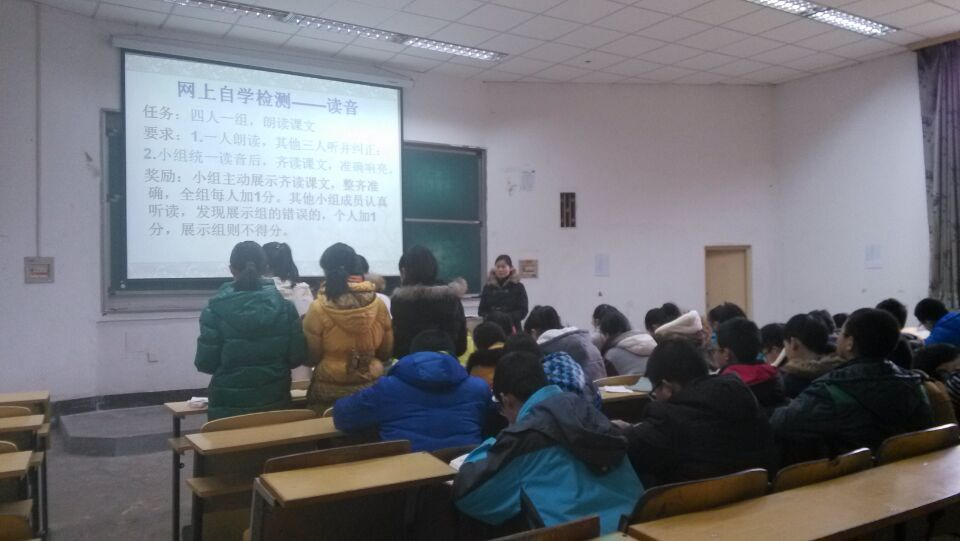 网上自学检测——读音
任务：四人一组，朗读课文
要求：1.一人朗读，其他三人听并纠正；
2.小组统一读音后，齐读课文，准确响亮。
奖励：小组主动展示齐读课文，整齐准
确，全组每人加1分。其他小组成员认真
听读，发现展示组的错误的，个人加1
分，展示组则不得分。